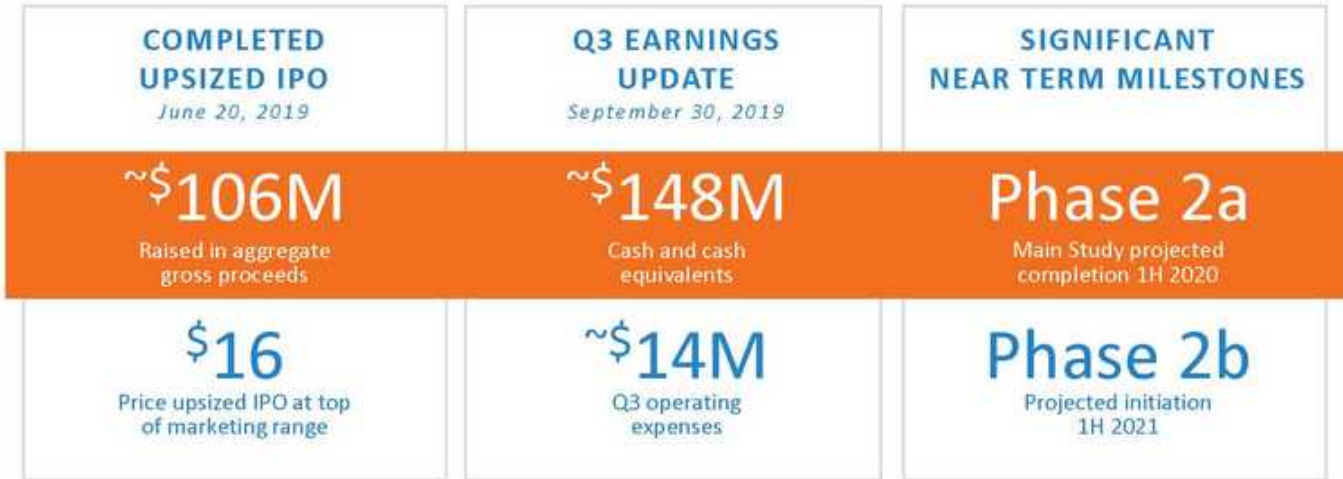 COMPLETED
UPSIZED IPO
June 20, 2019
~$106M
Raised in aggregate
gross proceeds
$16
Price upsized IPO at top
of marketing range
Q3 EARNINGS
UPDATE
September 30, 2019
~$148M
Cash and cash
equivalents
~$14M
Q3 operating
expenses
SIGNIFICANT
NEAR TERM MILESTONES
Phase 2a
Main Study projected
completion 1H 2020
Phase 2b
Projected initiation
1H 2021